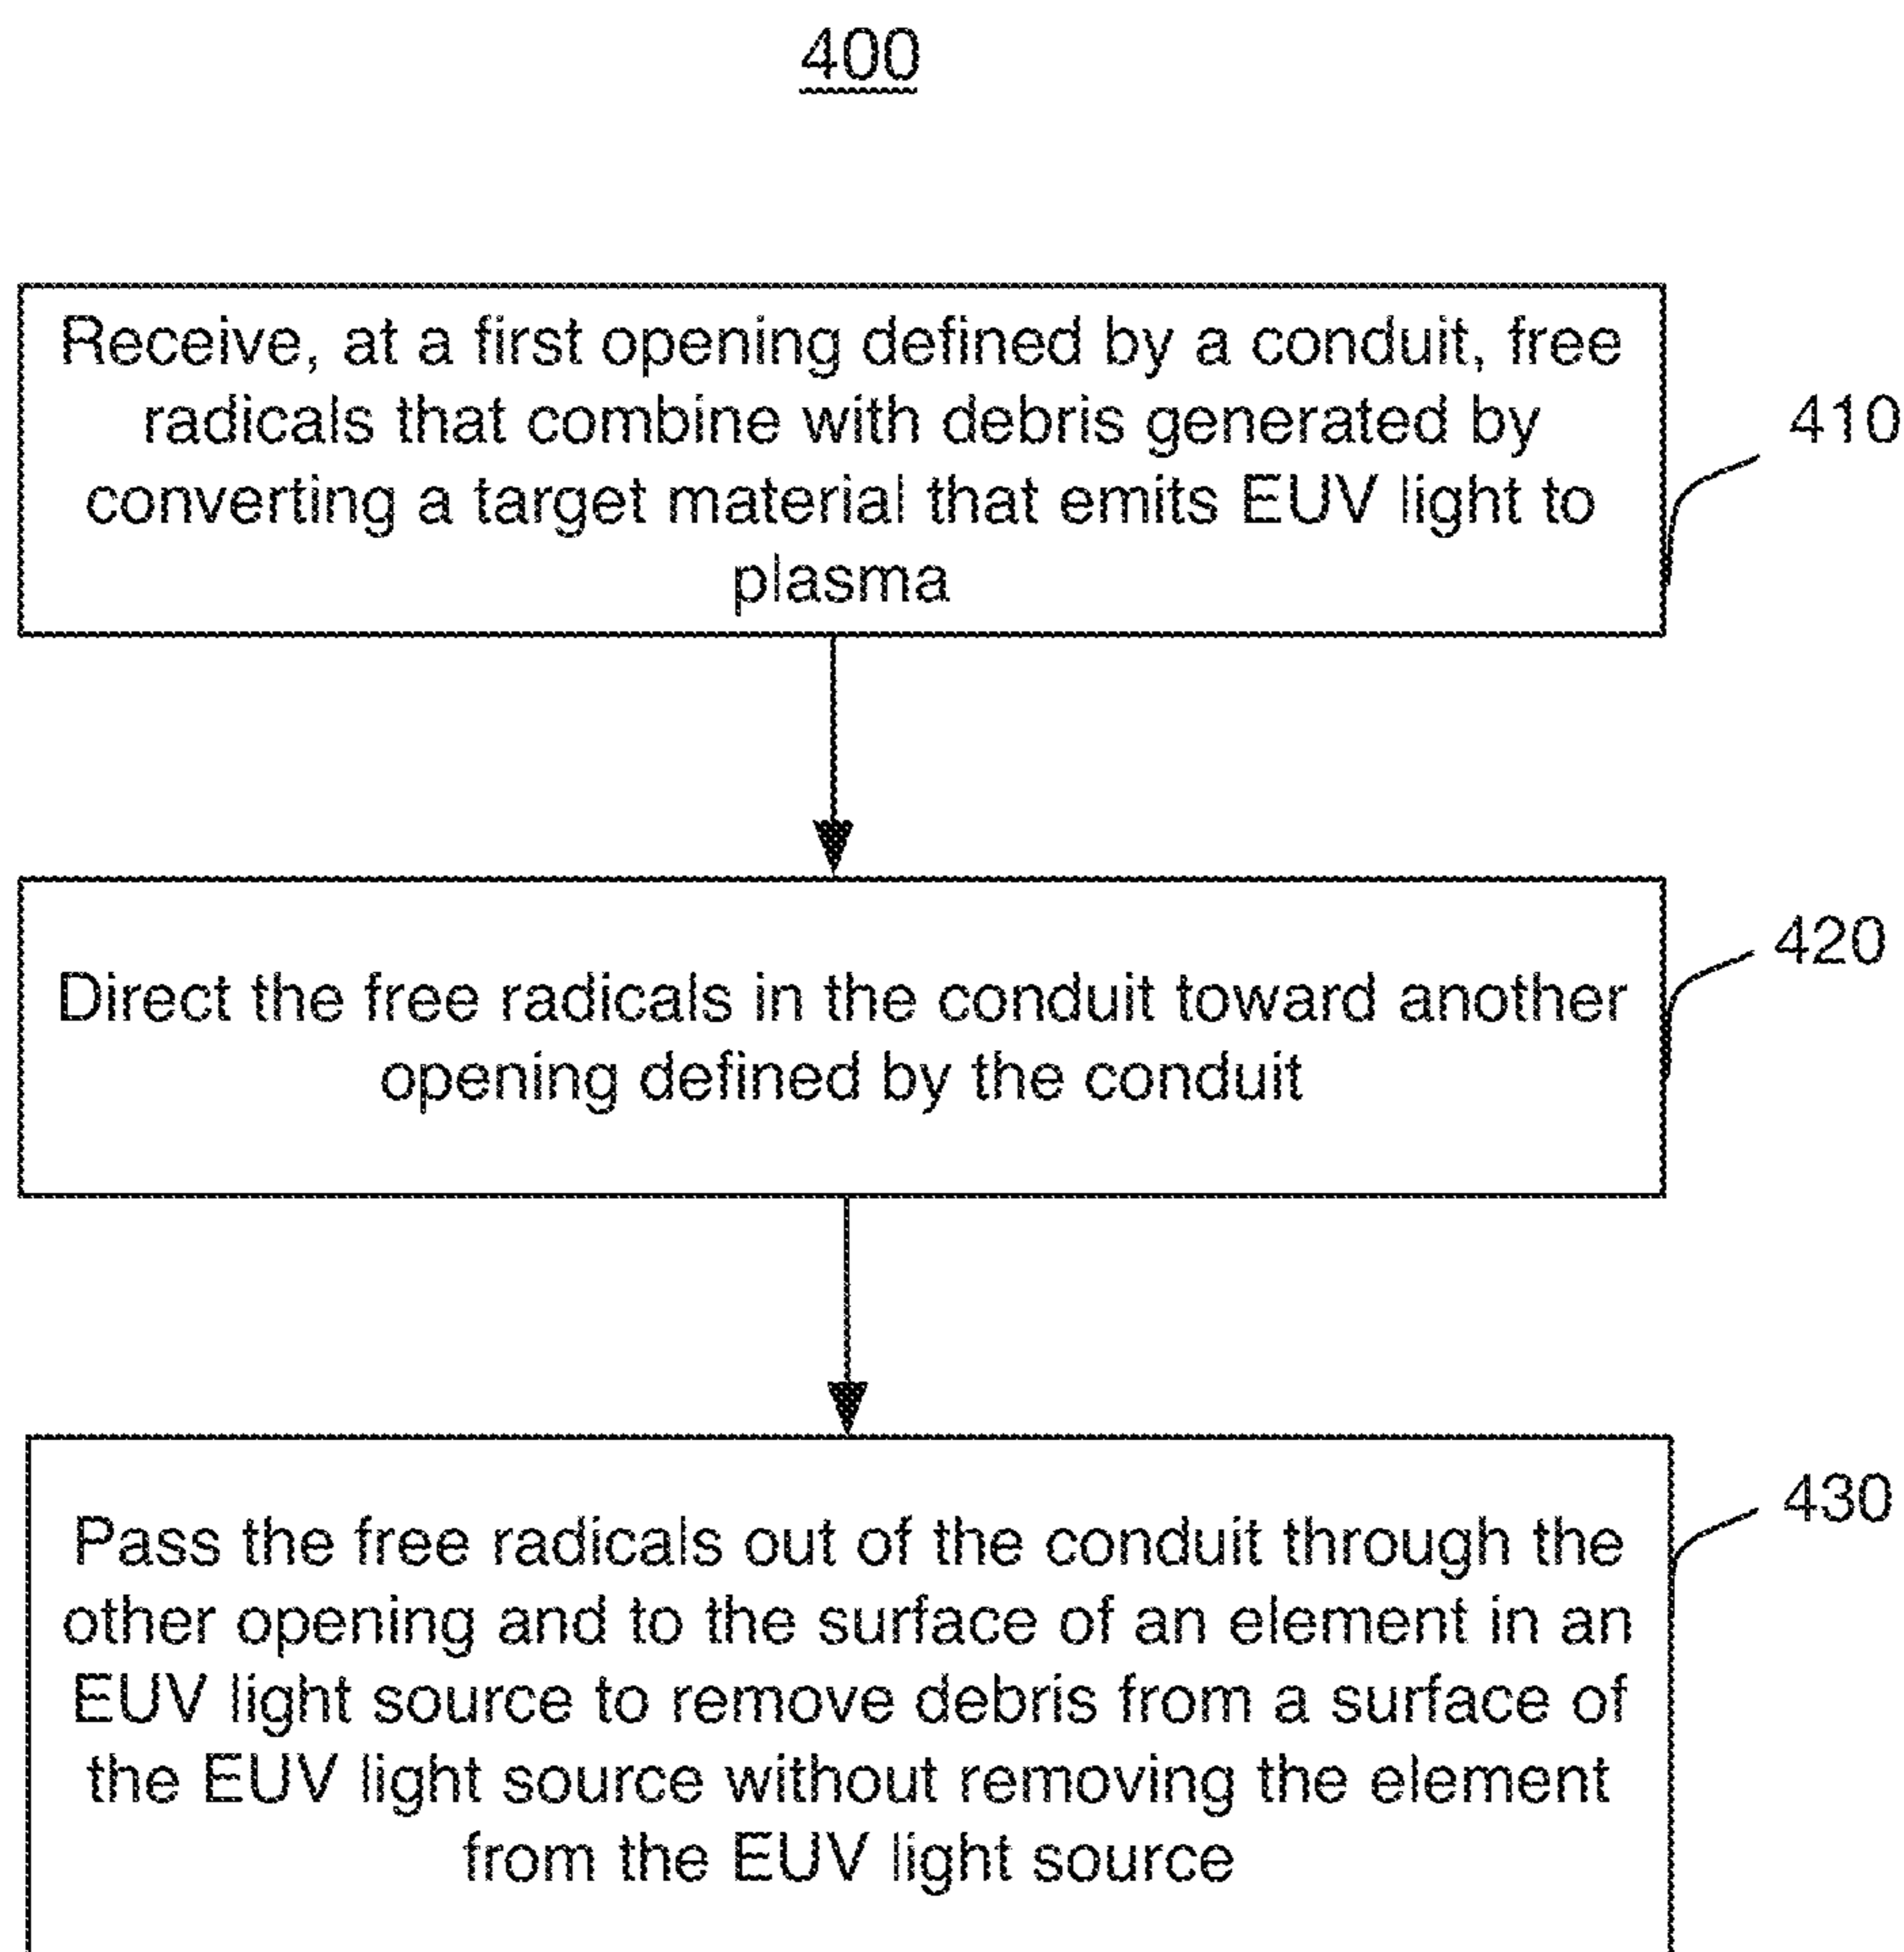 400
Receive, at a first opening defined by a conduit, free
radicals that combine with debris generated by
converting a target material that emits EUV light to
plasma
410
Direct the free radicals in the conduit toward another
opening defined by the conduit
420
Pass the free radicals out of the conduit through the
other opening and to the surface of an element in an
EUV light source to remove debris from a surface of
the EUV light source without removing the element
from the EUV light source
430